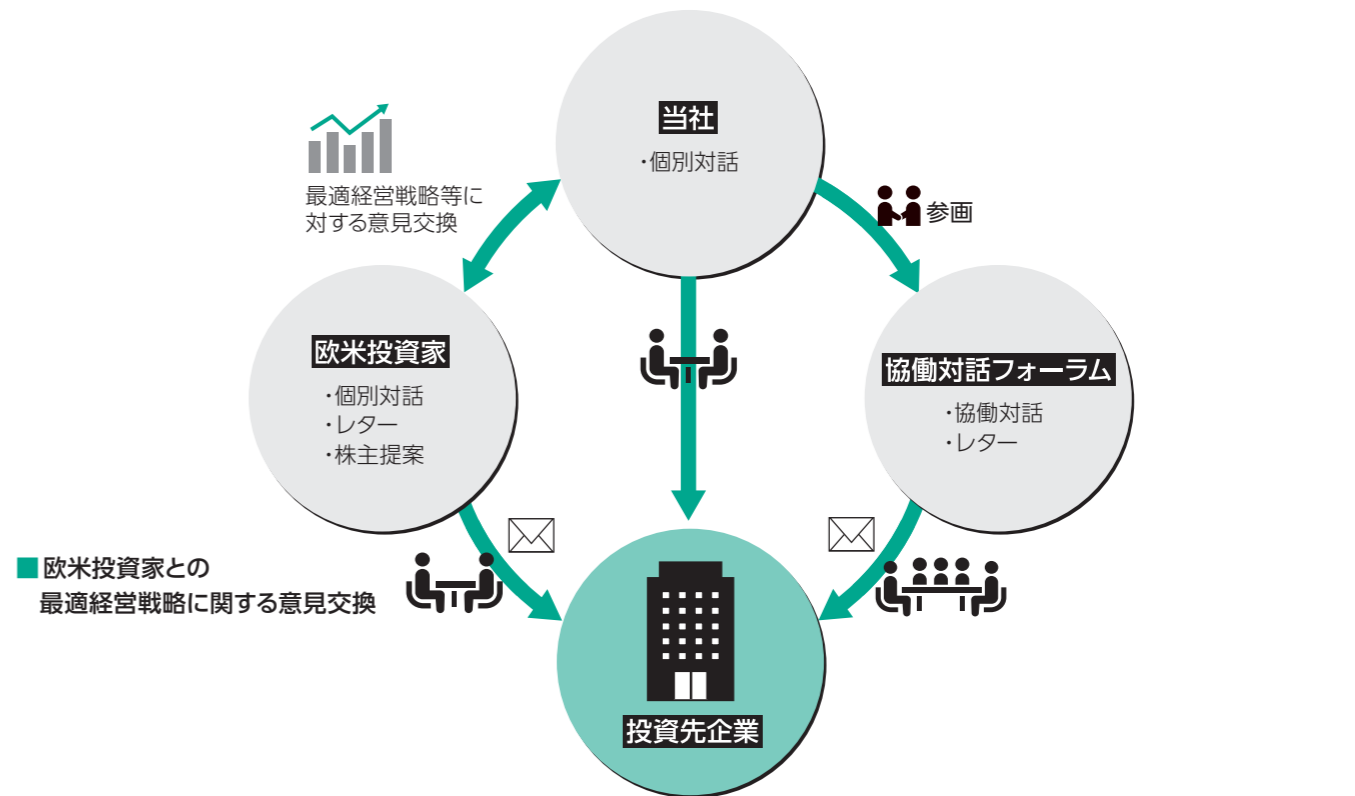 当社
・個別対話
最適経営戦略等に
対する意見交換
参画
欧米投資家
・個別対話
・レター
・株主提案
協働対話フォーラム
・協働対話
・レター
■欧米投資家との
最適経営戦略に関する意見交換
投資先企業